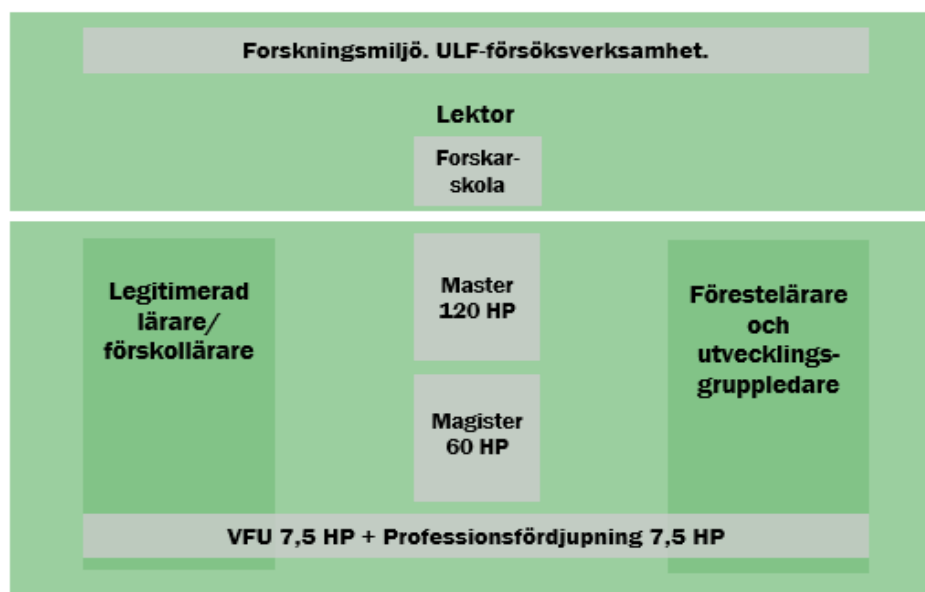 Forskningsmiljö. ULF-försöksverksamhet.
Lektor
Forskar-
skola
Legitimerad
lärare/
förskollärare
Master
120 HP
Magister
60 HP
Förestelärare
och
utvecklings-
gruppledare
VFU 7,5 HP + Professionsfördjupning 7,5 HP